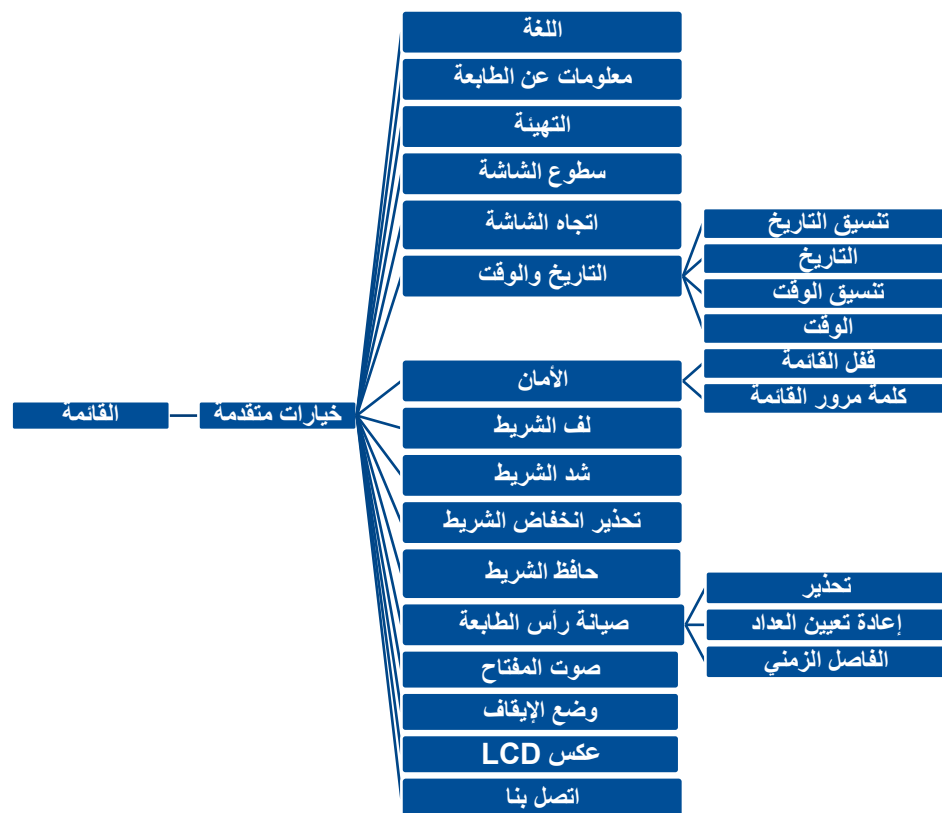 القائمة
خيارات متقدمة
اللغة
معلومات عن الطابعة
التهيئة
سطوع الشاشة
اتجاه الشاشة
التاريخ والوقت
تنسيق التاريخ
التاريخ
تنسيق الوقت
الوقت
الأمان
قفل القائمة
كلمة مرور القائمة
لف الشريط
شد الشريط
تحذير انخفاض الشريط
حافظ الشريط
صيانة رأس الطابعة
تحذير
إعادة تعيين العداد
الفاصل الزمني
صوت المفتاح
وضع الإيقاف
عكس LCD
اتصل بنا